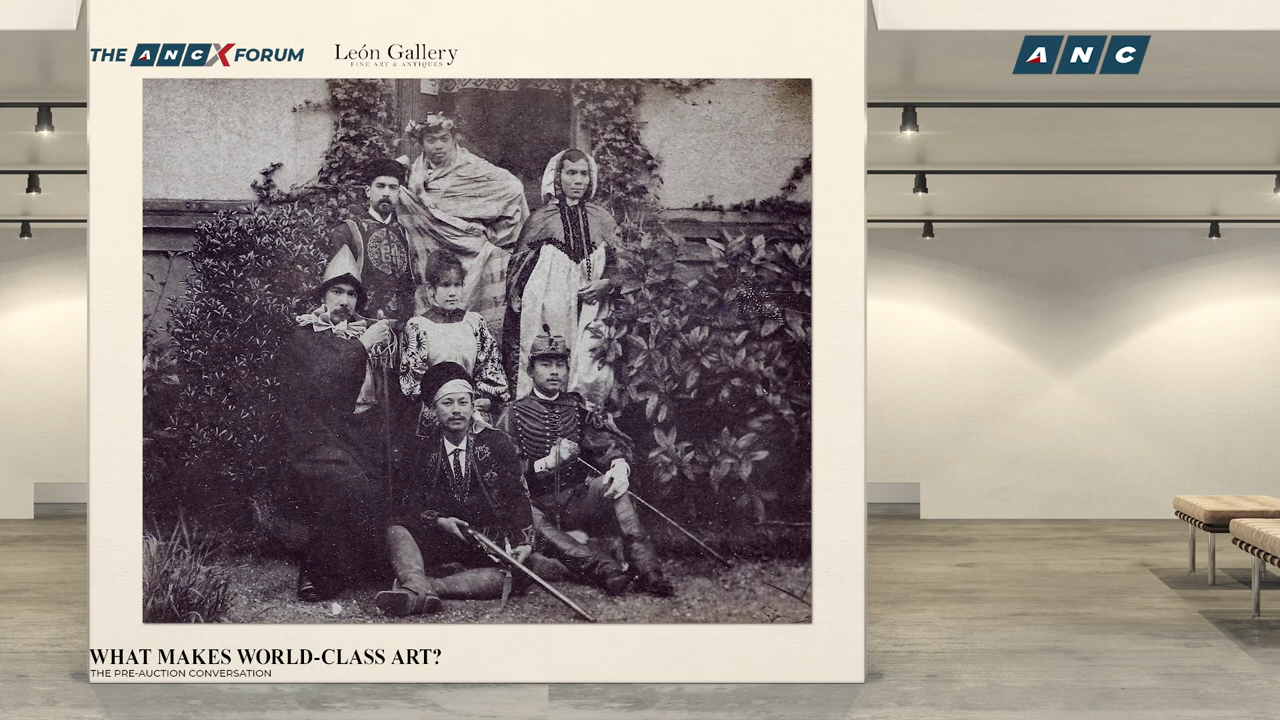 THE ANCX FORUM
León Gallery
FINE ART & ANTIQUES
ANC
WHAT MAKES WORLD-CLASS ART?
THE PRE-AUCTION CONVERSATION